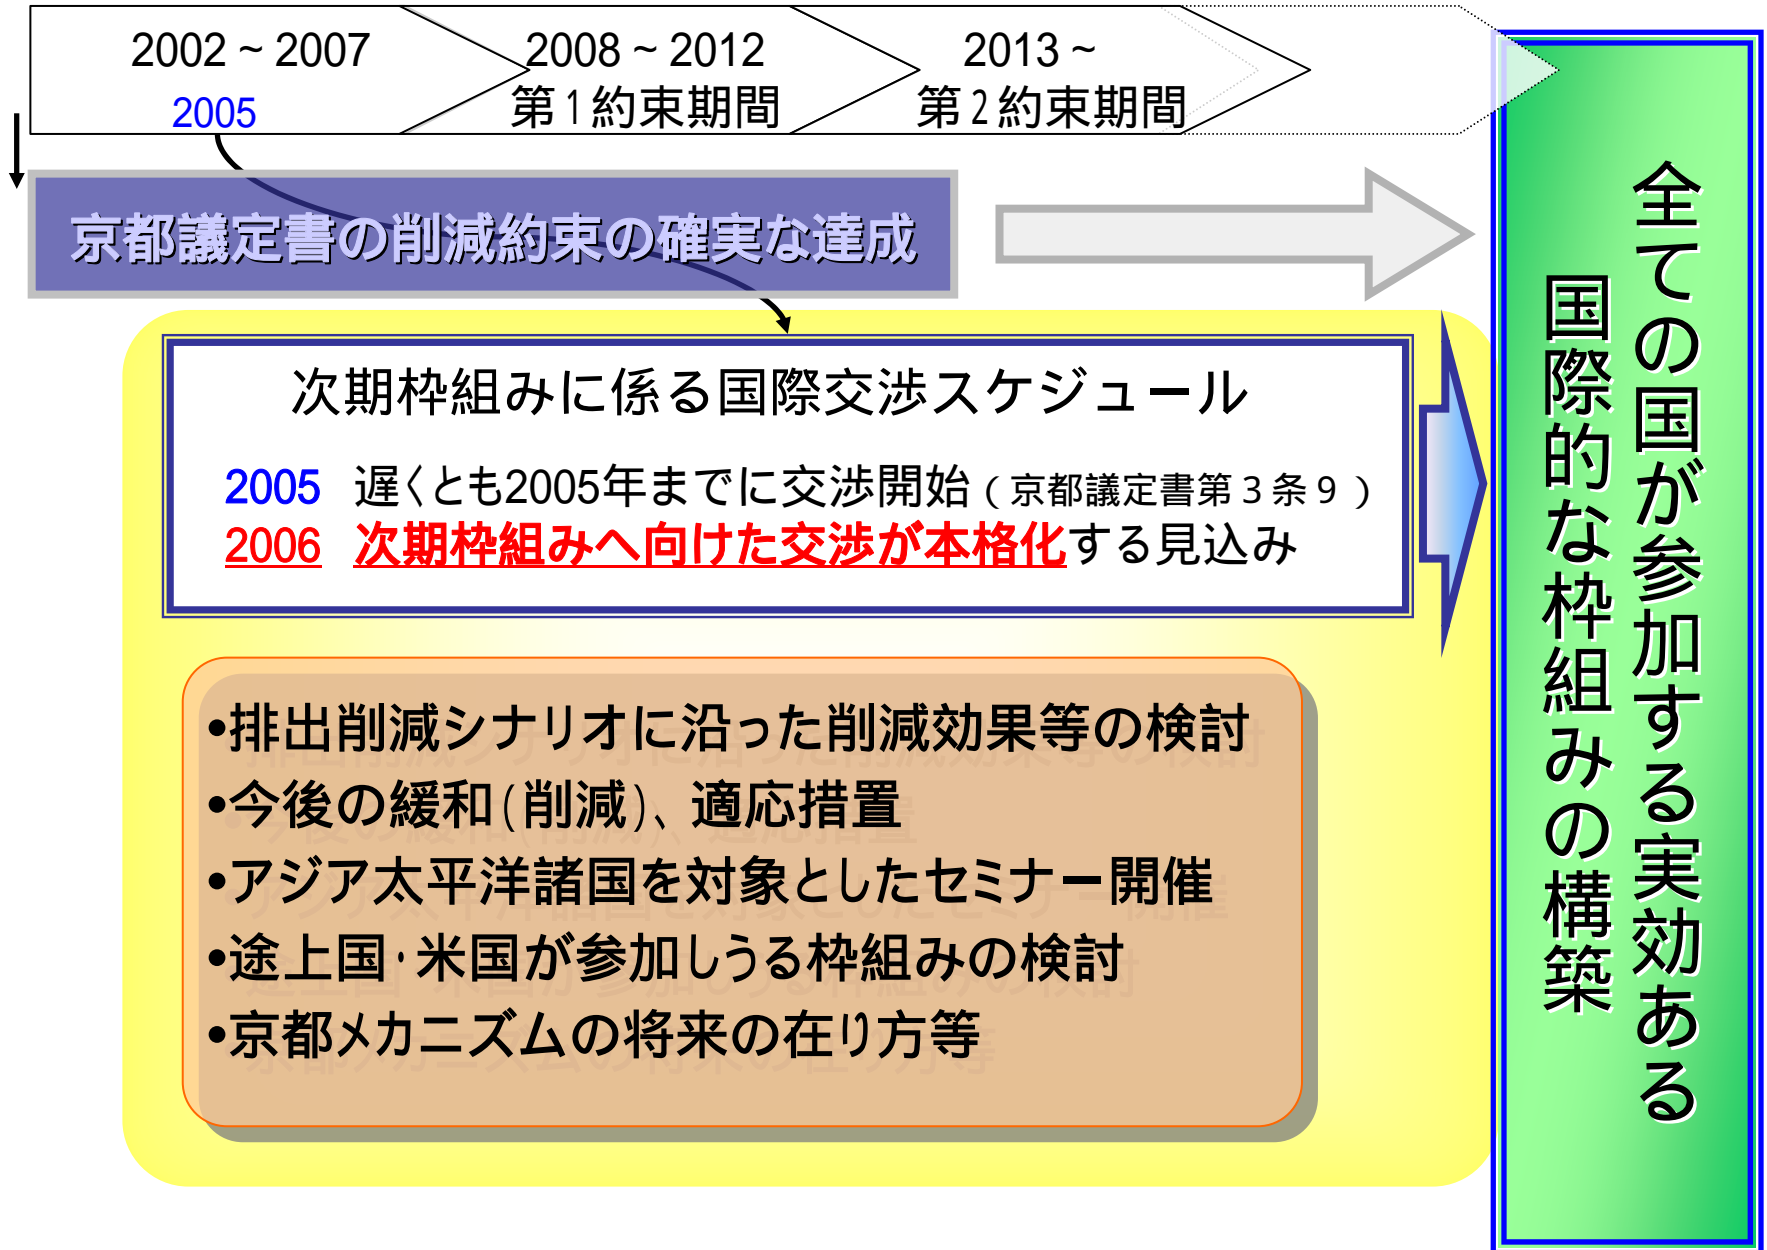 2002～2007
2005
2008～2012
第1約束期間
2013～
第2約束期間
京都議定書の削減約束の確実な達成
次期枠組みに係る国際交渉スケジュール
2005 遅くとも2005年までに交渉開始（京都議定書第３条９）
2006 次期枠組みへ向けた交渉が本格化する見込み
•排出削減シナリオに沿った削減効果等の検討
•今後の緩和(削減)、適応措置
•アジア太平洋諸国を対象としたセミナー開催
•途上国・米国が参加しうる枠組みの検討
•京都メカニズムの将来の在り方等
全ての国が参加する実効ある
国際的な枠組みの構築